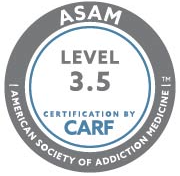 ASAM
LEVEL
3.5
CERTIFICATION BY
CARF
| AMERICAN SOCIETY OF ADDICTION MEDICINE |™